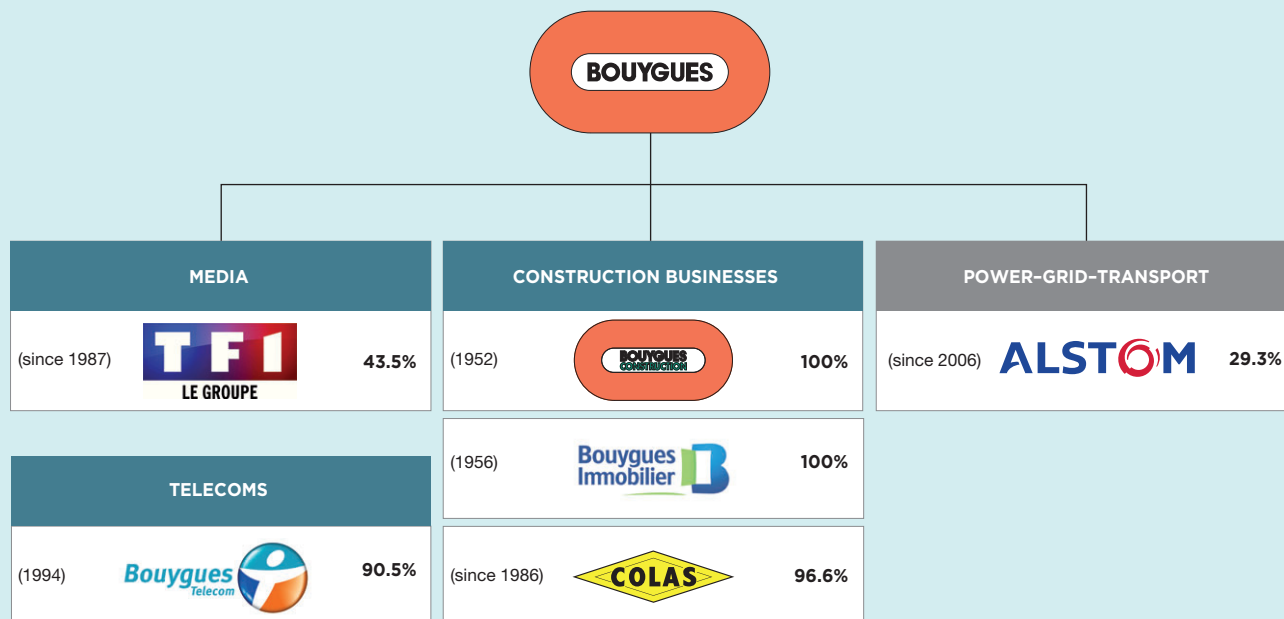 BOUYGUES
MEDIA
(since 1987)
TF1
LE GROUPE
43.5%
TELECOMS
(1994)
Bouygues
Telecom
90.5%
CONSTRUCTION BUSINESSES
(1952)
BOUYGUES
CONSTRUCTION
100%
(1956)
Bouygues
Immobilier
100%
(since 1986)
COLAS
96.6%
POWER–GRID–TRANSPORT
(since 2006)
ALSTOM
29.3%